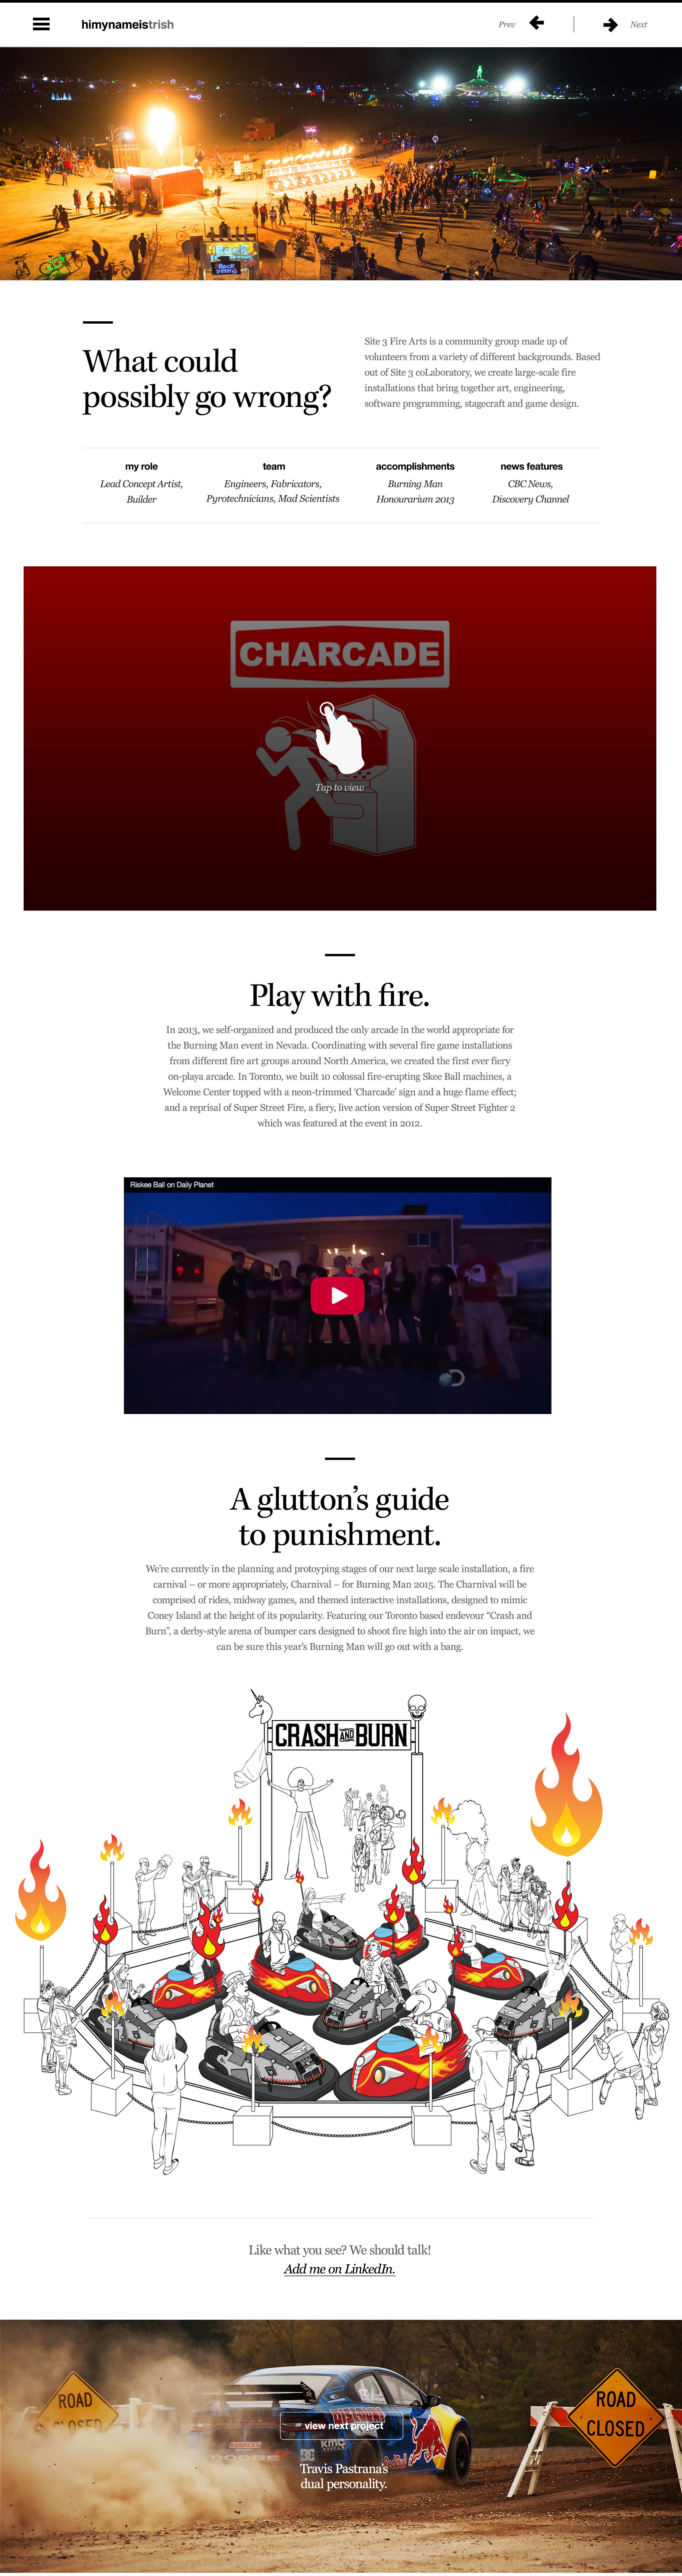 himynameistrish
Prev
Next
Rock
What could
possibly go wrong?
Site 3 Fire Arts is a community group made up of
volunteers from a variety of different backgrounds. Based
out of Site 3 coLaboratory, we create large-scale fire
installations that bring together art, engineering,
software programming, stagecraft and game design.
my role
Lead Concept Artist,
Builder
team
Engineers, Fabricators,
Pyrotechnicians, Mad Scientists
accomplishments
Burning Man
Honourarium 2013
news features
CBC News,
Discovery Channel
CHARCADE
Tap to view
Play with fire.
In 2013, we self-organized and produced the only arcade in the world appropriate for
the Burning Man event in Nevada. Coordinating with several fire game installations
from different fire art groups around North America, we created the first ever fiery
on-playa arcade. In Toronto, we built 10 colossal fire-erupting Skee Ball machines, a
Welcome Center topped with a neon-trimmed ‘Charcade’ sign and a huge flame effect;
and a reprisal of Super Street Fire, a fiery, live action version of Super Street Fighter 2
which was featured at the event in 2012.
Riskee Ball on Daily Planet
A glutton’s guide
to punishment.
We’re currently in the planning and protoyping stages of our next large scale installation, a fire
carnival – or more appropriately, Charnival – for Burning Man 2015. The Charnival will be
comprised of rides, midway games, and themed interactive installations, designed to mimic
Coney Island at the height of its popularity. Featuring our Toronto based endevour “Crash and
Burn”, a derby-style arena of bumper cars designed to shoot fire high into the air on impact, we
can be sure this year’s Burning Man will go out with a bang.
CRASH AND BURN
Like what you see? We should talk!
Add me on LinkedIn.
ROAD
CLOSED
view next project
KMC
DODGE
DC
Red Bull
Travis Pastrana’s
dual personality.
ROAD
CLOSED